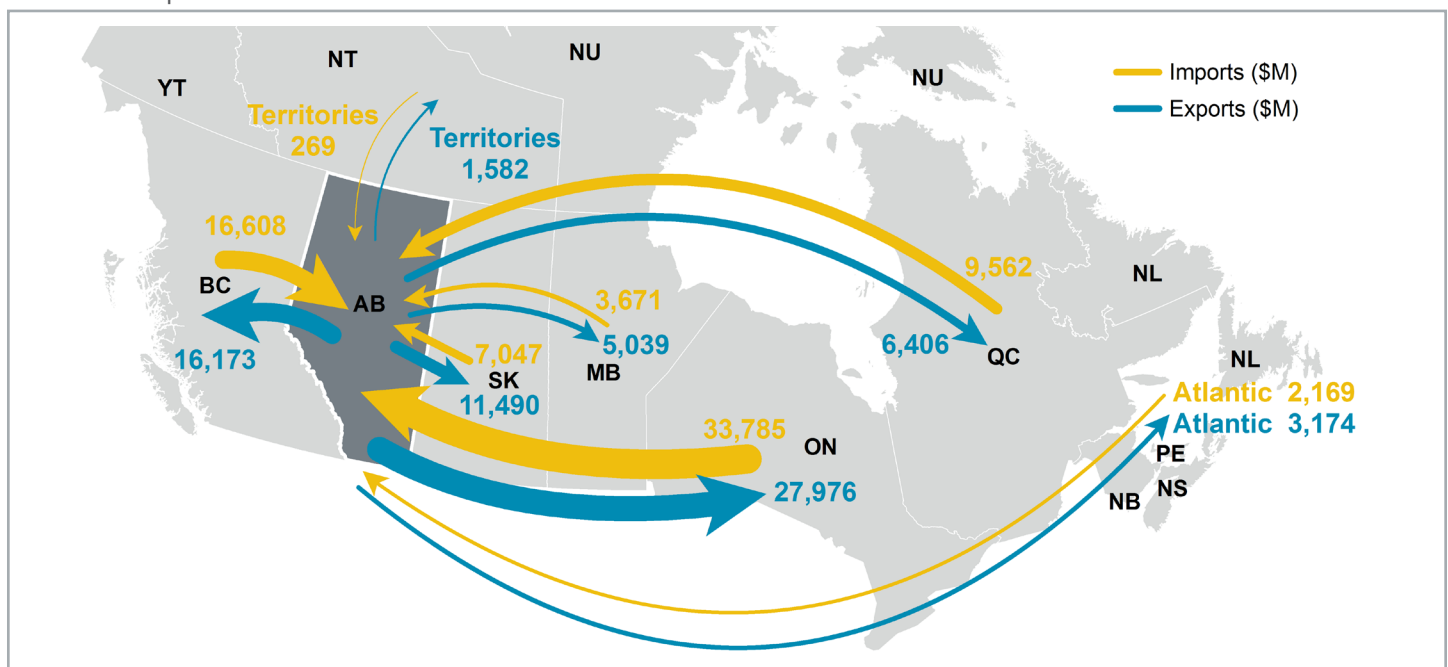 NU
NT
NU
YT
Imports ($M)
Exports ($M)
Territories
269
Territories
1,582
16,608
BC
16,173
AB
9,562
NL
3,671
5,039
MB
6,406
QC
7,047
SK
11,490
NL
Atlantic 2,169
Atlantic 3,174
33,785
ON
27,976
PE
NS
NB